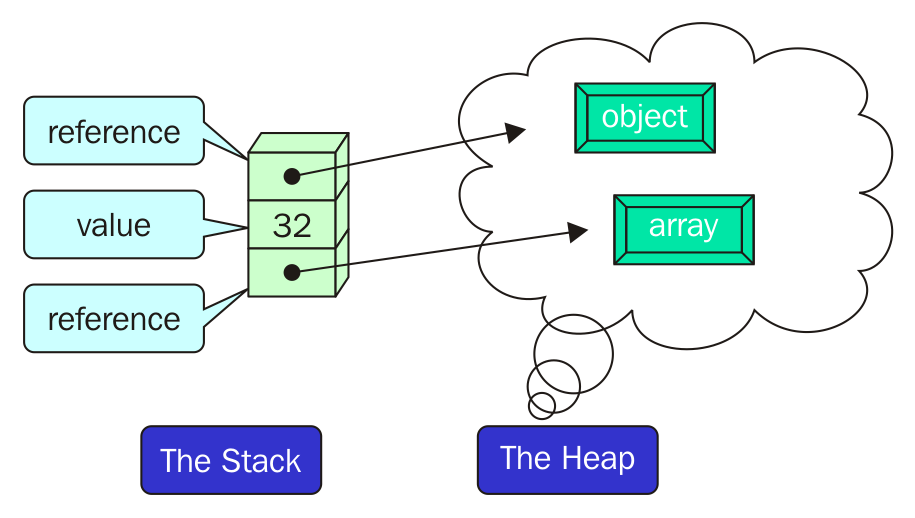 reference
value
reference
32
object
array
The Stack
The Heap